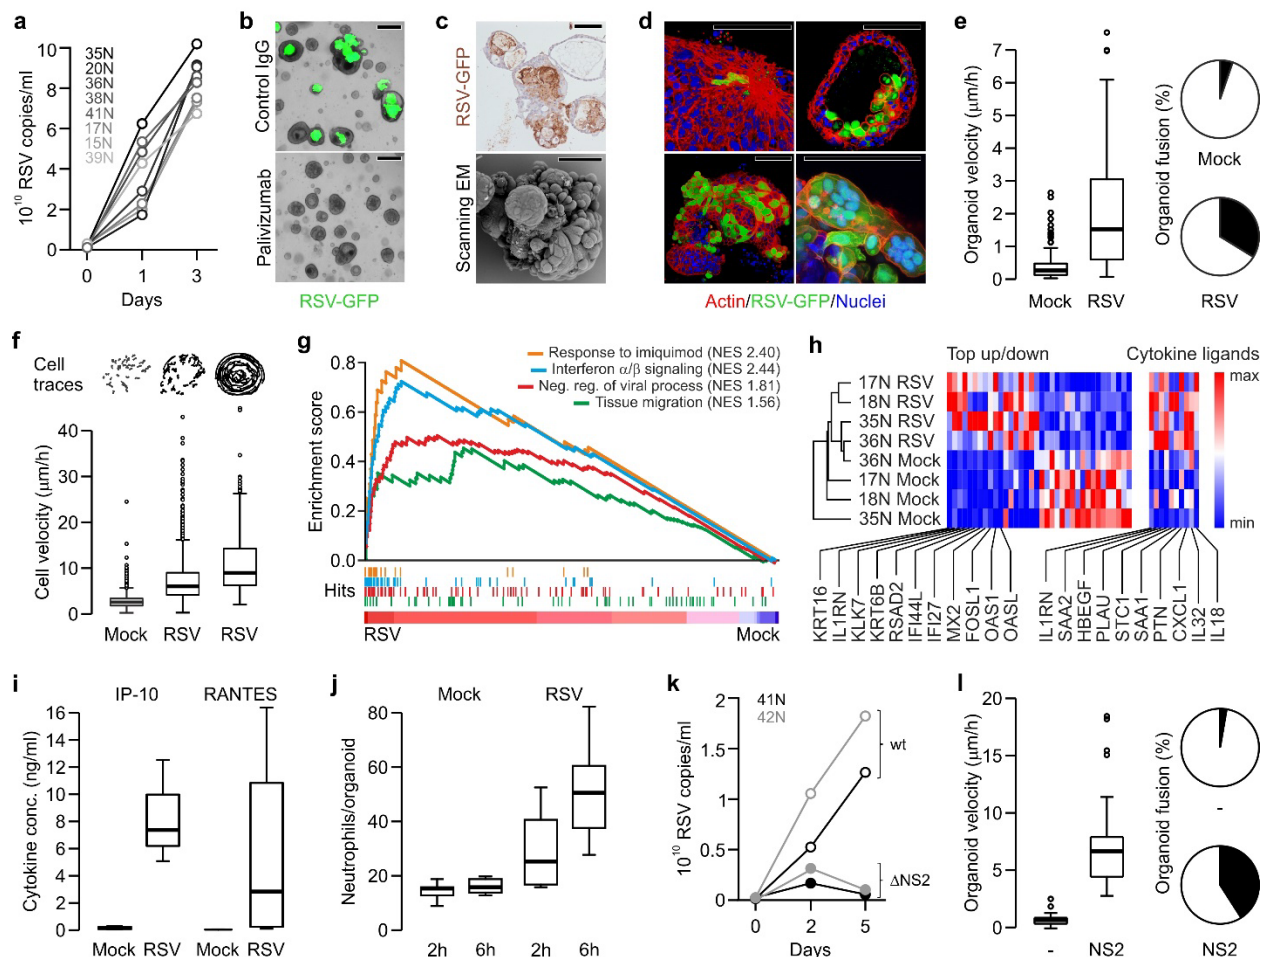 a
10¹⁰ RSV copies/ml
10
8
6
4
2
0
35N
20N
36N
38N
41N
17N
15N
39N
0
1
3
Days
b
Control IgG
Palivizumab
RSV-GFP
c
RSV-GFP
Scanning EM
d
Actin/RSV-GFP/Nuclei
e
Organoid velocity (µm/h)
7
6
5
4
3
2
1
0
Mock
RSV
Organoid fusion (%)
Mock
RSV
f
Cell traces
Cell velocity (µm/h)
40
30
20
10
0
Mock
RSV
RSV
g
Enrichment score
0.8
0.6
0.4
0.2
0.0
Response to imiquimod (NES 2.40)
Interferon α/β signaling (NES 2.44)
Neg. reg. of viral process (NES 1.81)
Tissue migration (NES 1.56)
Hits
RSV
Mock
h
Top up/down
Cytokine ligands
17N RSV
18N RSV
35N RSV
36N RSV
36N Mock
17N Mock
18N Mock
35N Mock
max
min
KRT16
IL1RN
KLK7
KRT6B
RSAD2
IFI44L
IFI27
MX2
FOSL1
OAS1
OASL
IL1RN
SAA2
HBEGF
PLAU
STC1
SAA1
PTN
CXCL1
IL32
IL18
i
IP-10
RANTES
Cytokine conc. (ng/ml)
16
14
12
10
8
6
4
2
0
Mock
RSV
Mock
RSV
j
Mock
RSV
Neutrophils/organoid
80
60
40
20
0
2h
6h
2h
6h
k
41N
42N
10¹⁰ RSV copies/ml
2
1.5
1
0.5
0
wt
ΔNS2
0
2
5
Days
l
Organoid velocity (µm/h)
20
15
10
5
0
-
NS2
Organoid fusion (%)
-
NS2